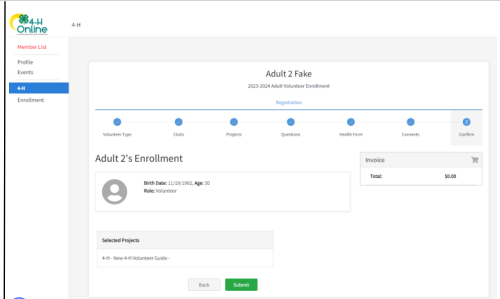 4-H
Online
4-H
Member List
Profile
Events
4-H
Enrollment
Adult 2 Fake
2023-2024 Adult Volunteer Enrollment
Registration
Volunteer Type
Clubs
Projects
Questions
Health Form
Consents
7
Confirm
Adult 2's Enrollment
Invoice
Total: $0.00
Birth Date: 11/19/1992, Age: 30
Role: Volunteer
Selected Projects
4-H - New 4-H Volunteer Guide -
Back Submit